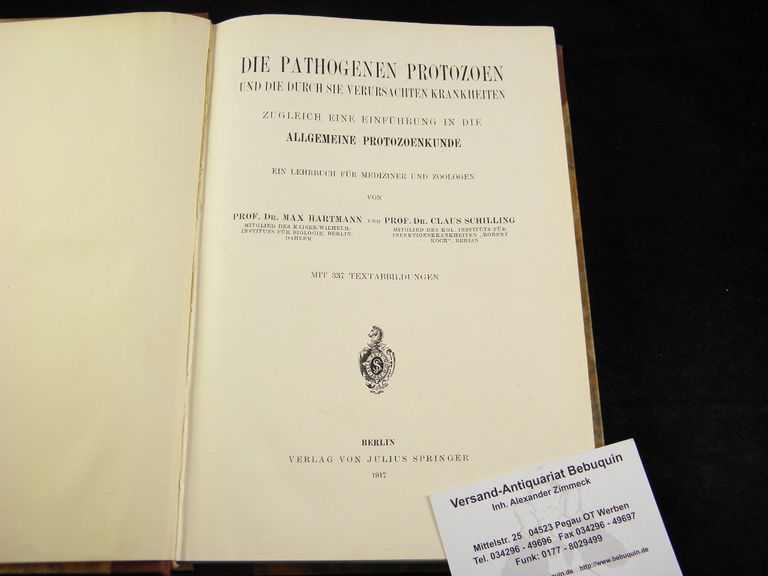 DIE PATHOGENEN PROTOZOEN
UND DIE DURCH SIE VERURSACHTEN KRANKHEITEN
ZUGLEICH EINE EINFÜHRUNG IN DIE
ALLGEMEINE PROTOZOENKUNDE
EIN LEHRBUCH FÜR MEDIZINER UND ZOOLOGEN
VON
PROF. DR. MAX HARTMANN UND PROF. DR. CLAUS SCHILLING
MITGLIED DES KAISER-WILHELM-
INSTITUTS FÜR BIOLOGIE, BERLIN-
DAHLEM
MITGLIED DES KGL. INSTITUTS FÜR
INFEKTIONSKRANKHEITEN „ROBERT
KOCH", BERLIN
MIT 337 TEXTABBILDUNGEN
BERLIN
VERLAG VON JULIUS SPRINGER
1917
Versand-Antiquariat Bebuquin
Inh. Alexander Zimmeck
Mittelstr. 25 04523 Pegau OT Werben
Tel. 034296 - 49696 Fax 034296 - 49697
Funk: 0177 - 8029499
http://www.bebuquin.de